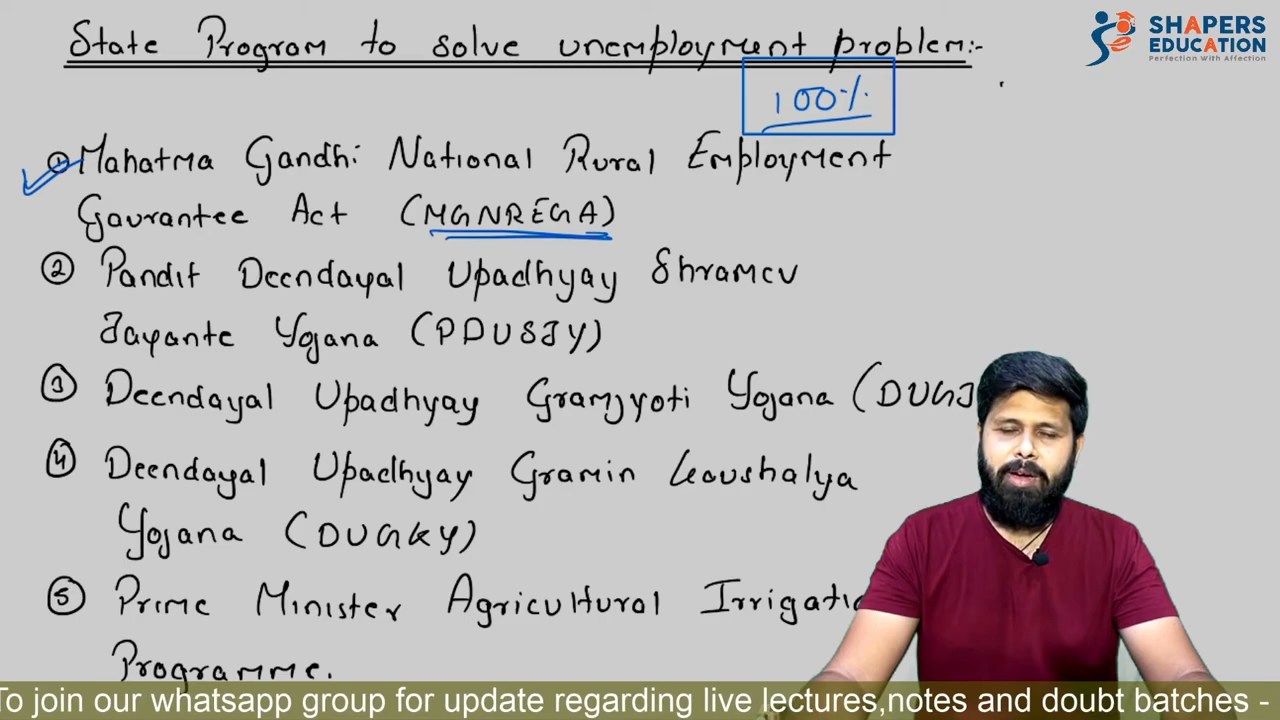 State Program to solve unemployment problem:-
SHAPERS
EDUCATION
Perfection With Affection
100%
① Mahatma Gandhi National Rural Employment
Gaurantee Act (MGNREGA)
② Pandit Deendayal Upadhyay Shramev
Jayante Yojana (PDUSJY)
③ Deendayal Upadhyay Gramjyoti Yojana (DUGJ
④ Deendayal Upadhyay Gramin Kaushalya
Yojana (DUGKY)
⑤ Prime Minister Agricultural Irrigatio
Programme.
To join our whatsapp group for update regarding live lectures,notes and doubt batches -